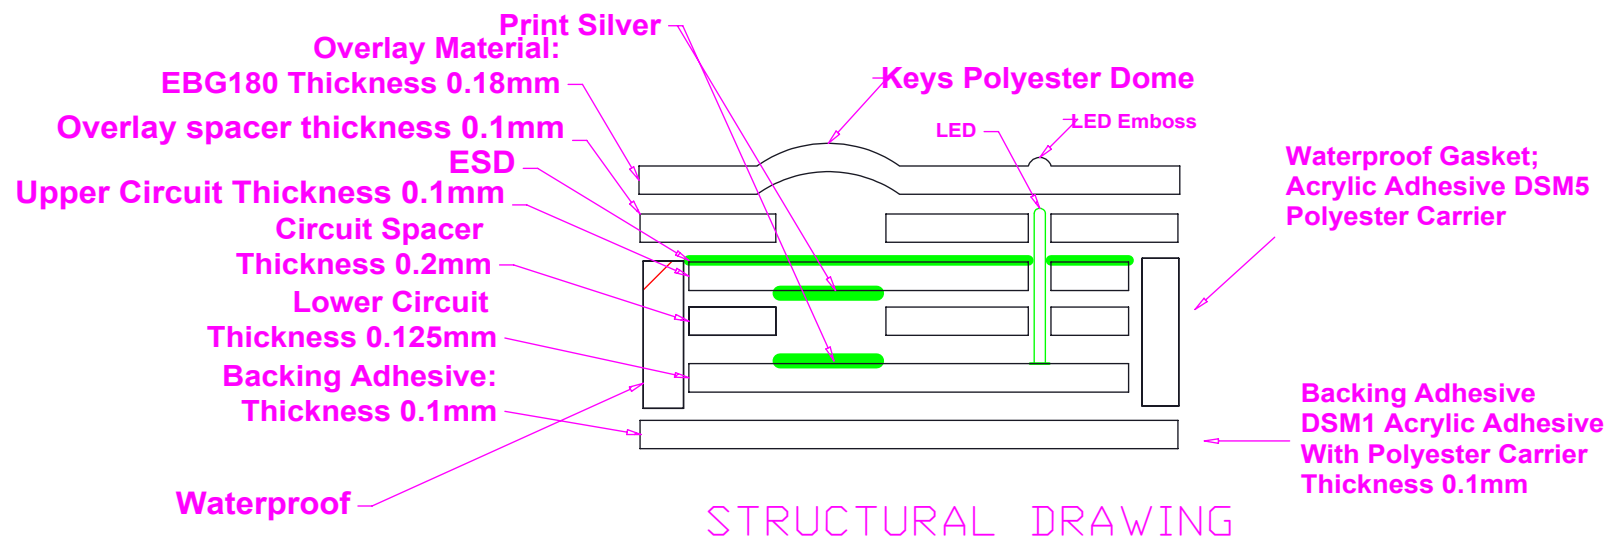 Print Silver
Overlay Material:
EBG180 Thickness 0.18mm
Overlay spacer thickness 0.1mm
ESD
Upper Circuit Thickness 0.1mm
Circuit Spacer
Thickness 0.2mm
Lower Circuit
Thickness 0.125mm
Backing Adhesive:
Thickness 0.1mm
Waterproof
Keys Polyester Dome
LED
LED Emboss
Waterproof Gasket;
Acrylic Adhesive DSM5
Polyester Carrier
Backing Adhesive
DSM1 Acrylic Adhesive
With Polyester Carrier
Thickness 0.1mm
STRUCTURAL DRAWING